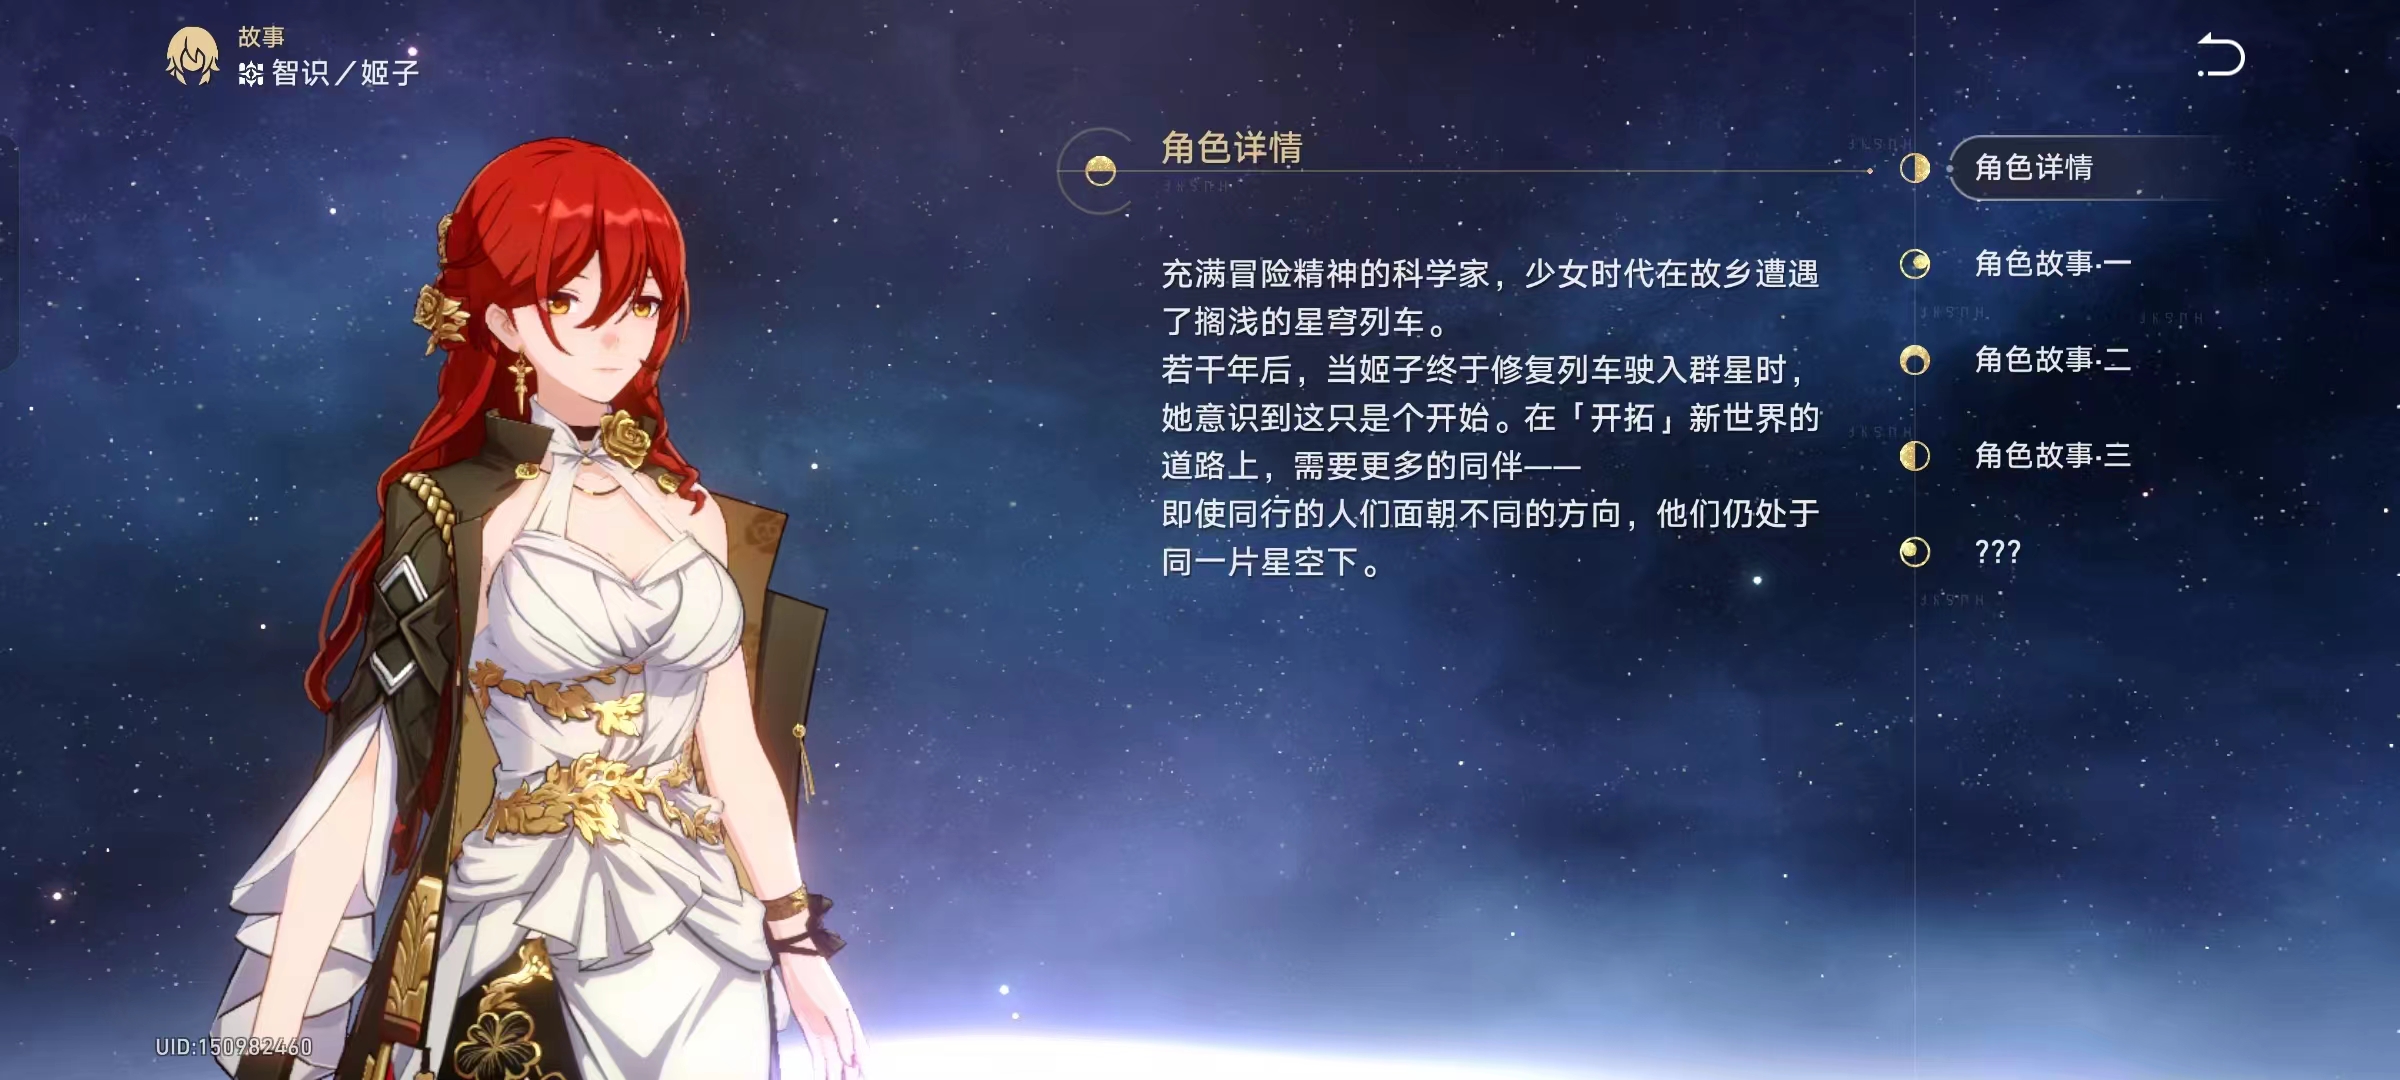 故事
智识／姬子
角色详情
充满冒险精神的科学家，少女时代在故乡遭遇
了搁浅的星穹列车。
若干年后，当姬子终于修复列车驶入群星时，
她意识到这只是个开始。在「开拓」新世界的
道路上，需要更多的同伴——
即使同行的人们面朝不同的方向，他们仍处于
同一片星空下。
角色详情
角色故事·一
角色故事·二
角色故事·三
???
UID:150982460